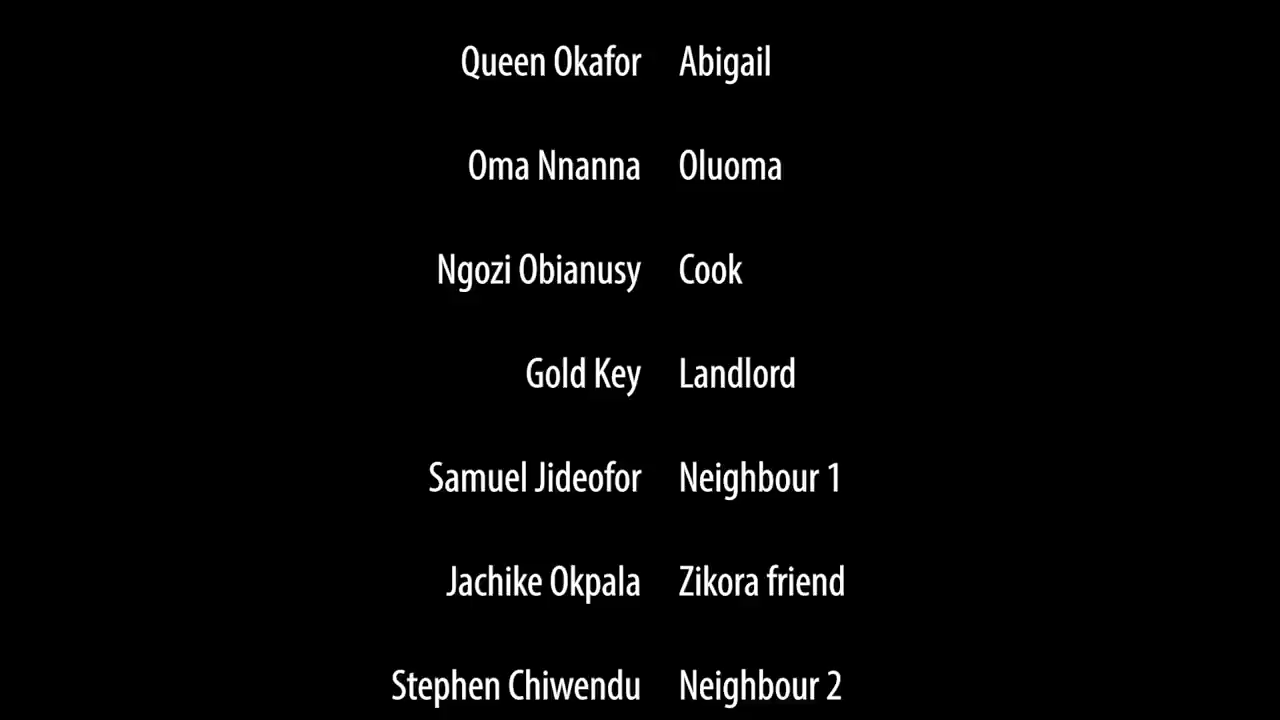 Queen Okafor Abigail
Oma Nnanna Oluoma
Ngozi Obianusy Cook
Gold Key Landlord
Samuel Jideofor Neighbour 1
Jachike Okpala Zikora friend
Stephen Chiwendu Neighbour 2